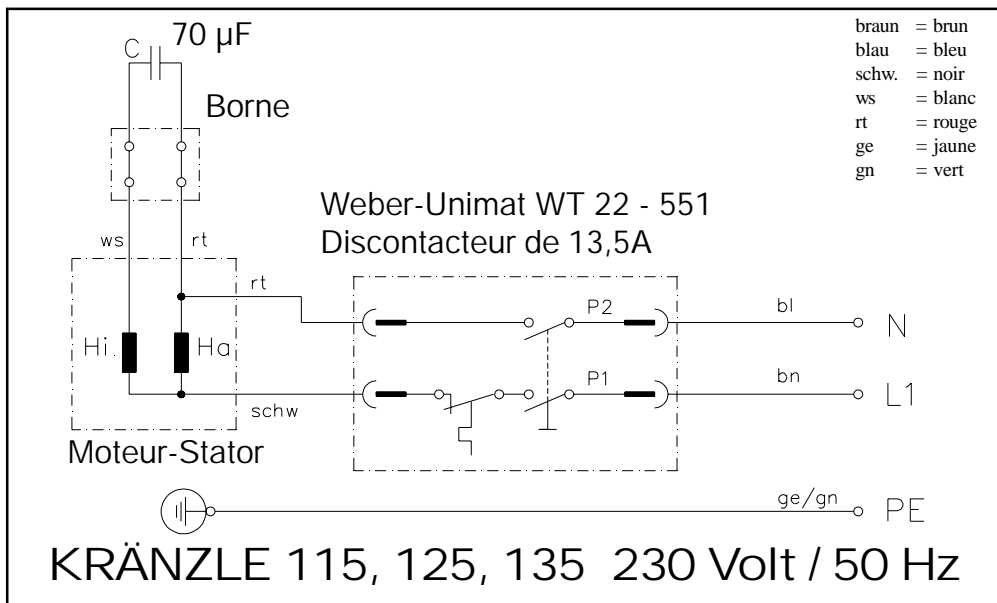 70 µF
C
Borne
braun = brun
blau = bleu
schw. = noir
ws = blanc
rt = rouge
ge = jaune
gn = vert
Weber-Unimat WT 22 - 551
Discontacteur de 13,5A
ws rt
rt
P2
bl
N
Hi.
Ha
P1
bn
L1
schw
Moteur-Stator
ge/gn
PE
KRÄNZLE 115, 125, 135 230 Volt / 50 Hz